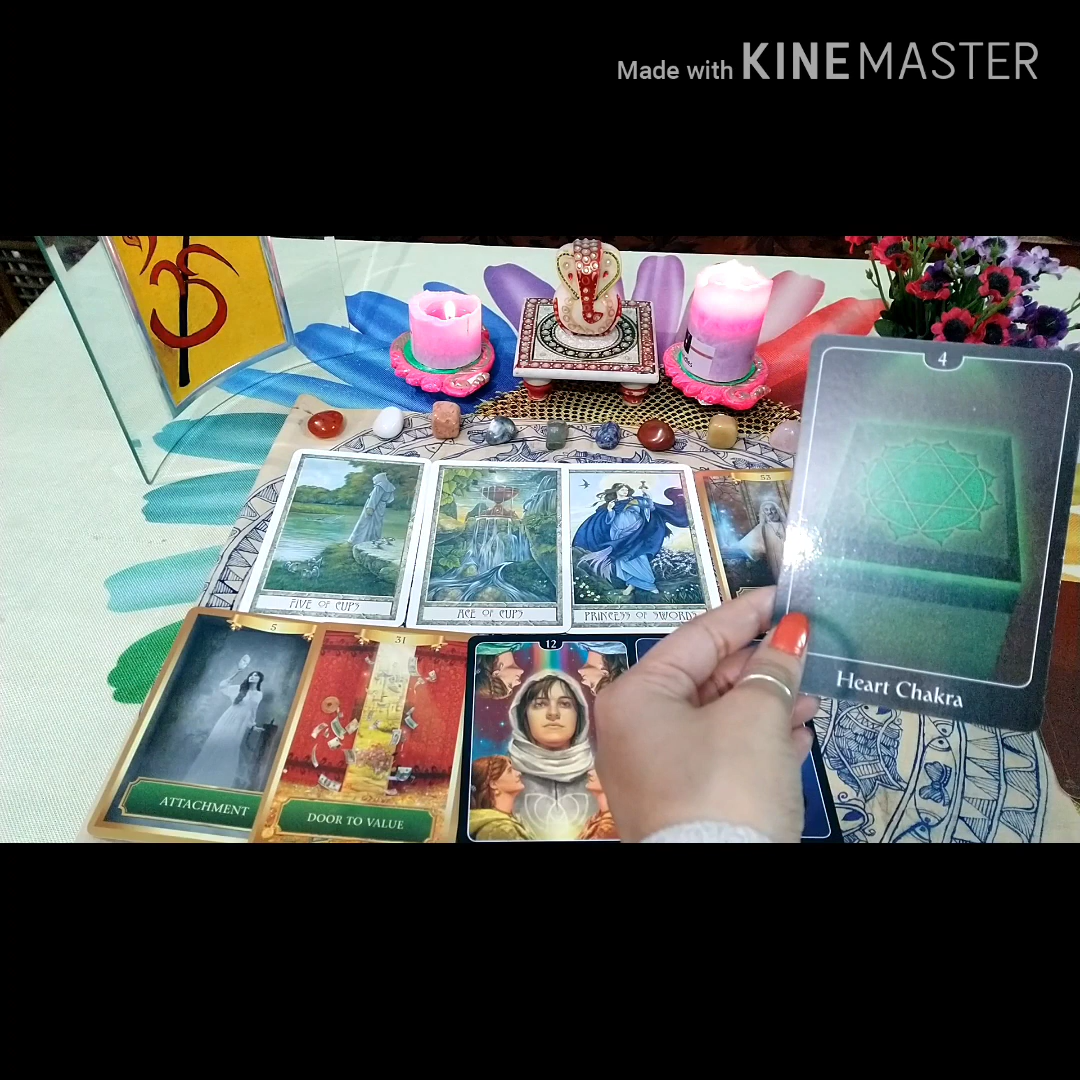 Made with KINEMASTER
4
Heart Chakra
FIVE OF CUPS
ACE OF CUPS
PRINCESS OF SWORDS
53
5
ATTACHMENT
31
DOOR TO VALUE
12